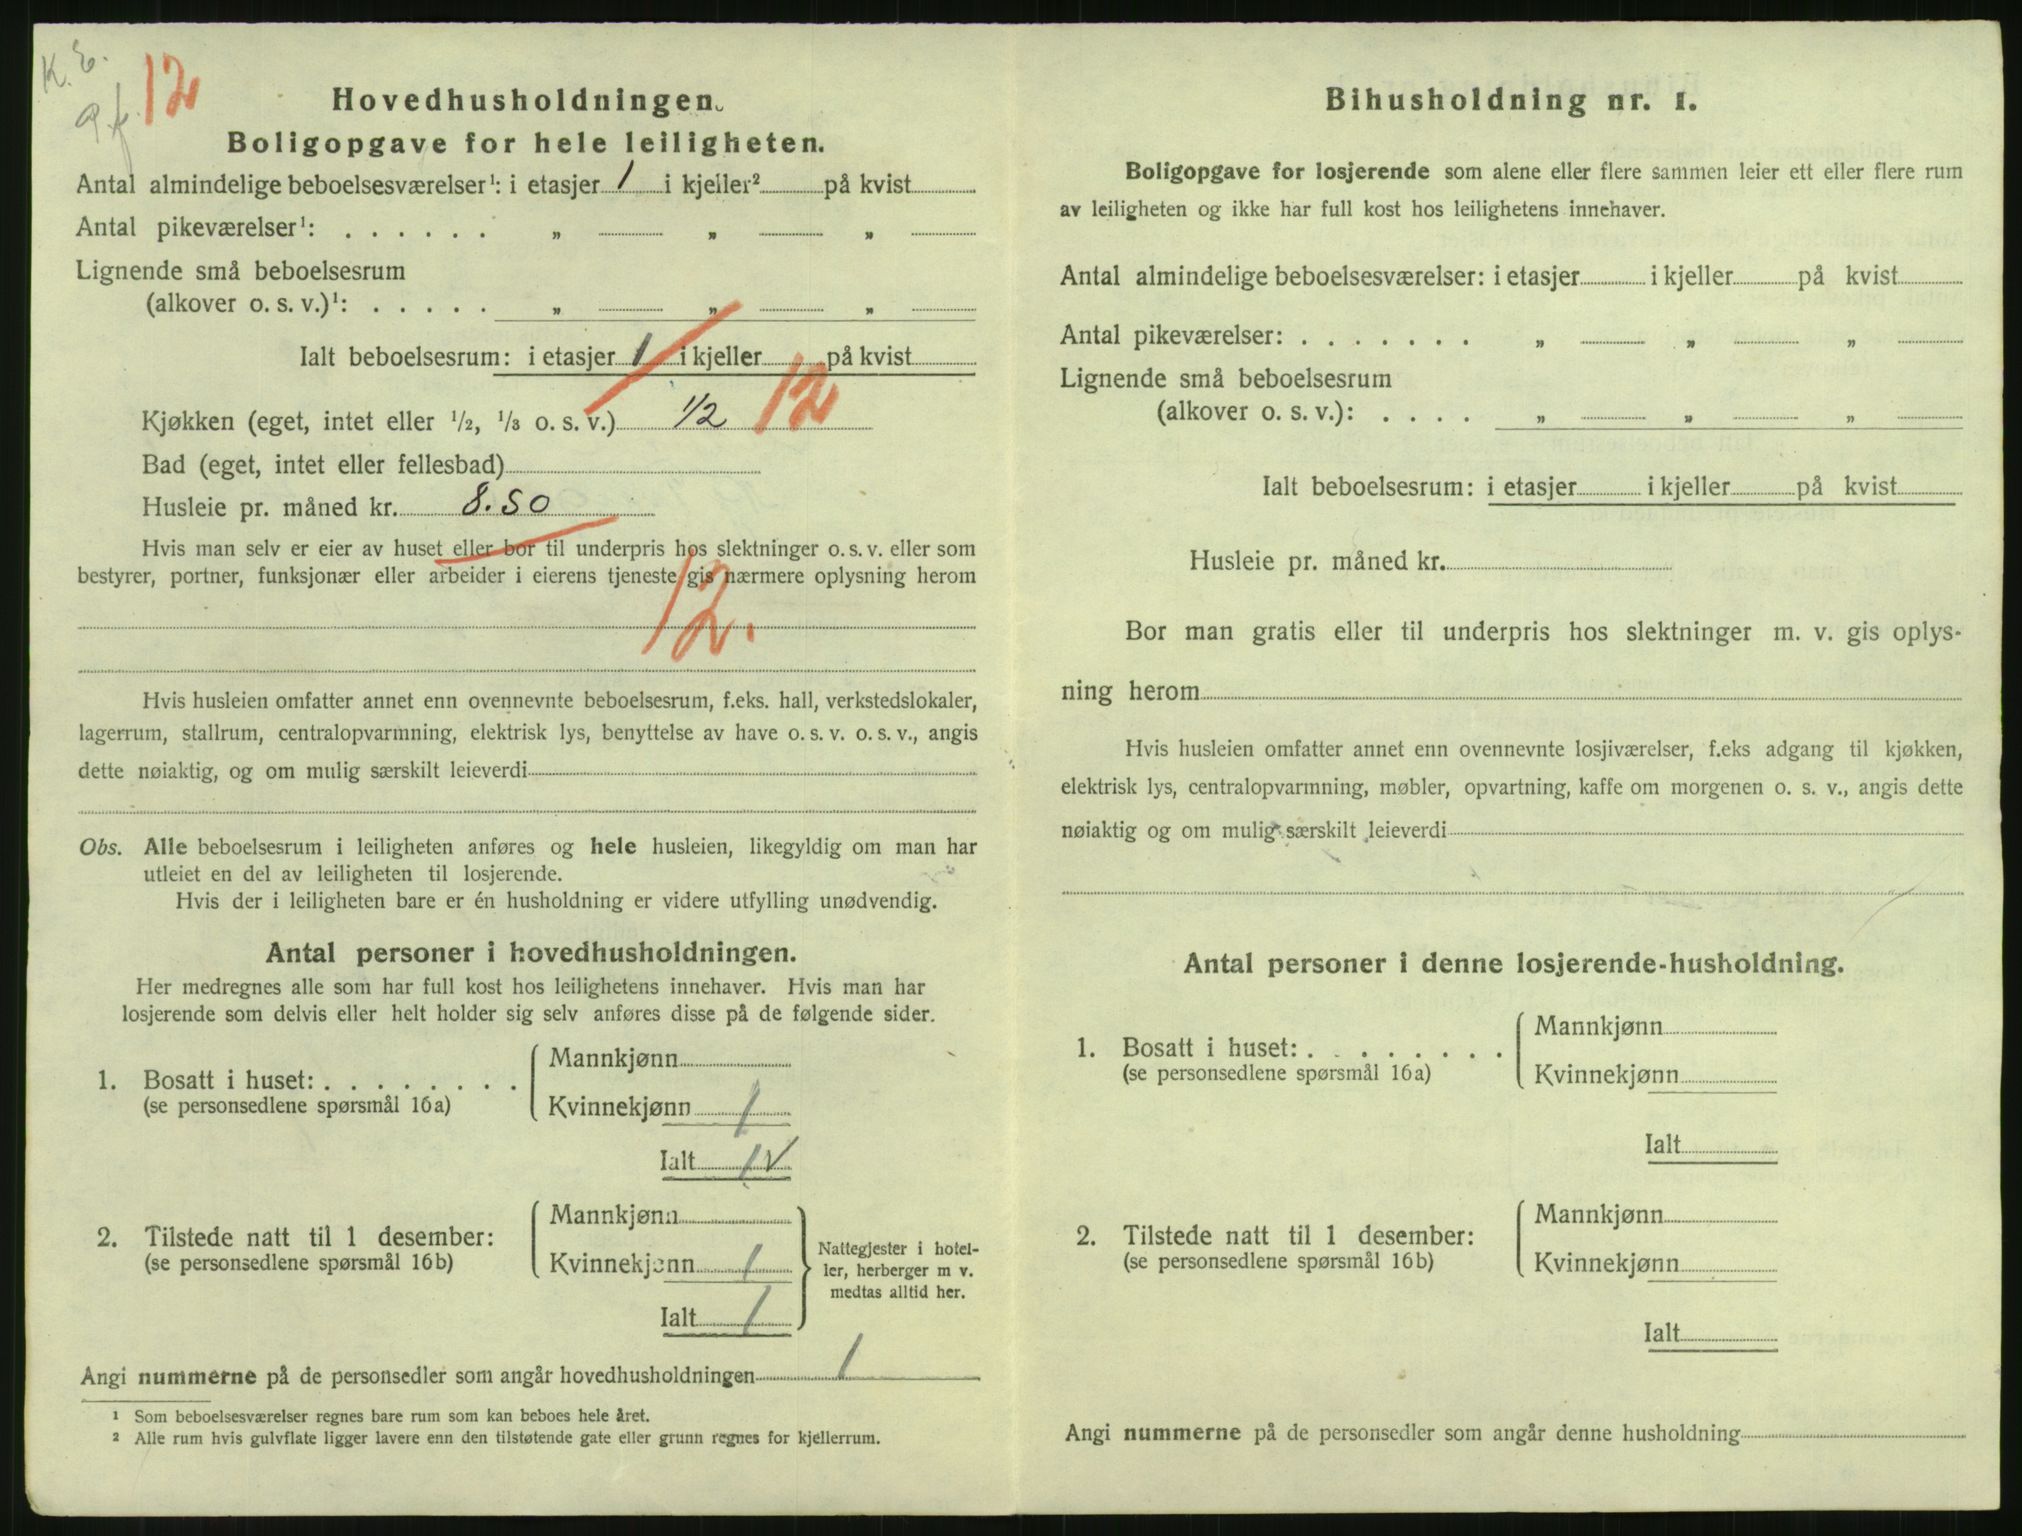 K. E.
12
Hovedhusholdningen.
Boligopgave for hele leiligheten.
Antal almindelige beboelsesværelser¹: i etasjer 1 i kjeller² på kvist
Antal pikeværelser¹: . . . . . . „ „ „
Lignende små beboelsesrum
(alkover o. s. v.)¹: . . . . . „ „ „
Ialt beboelsesrum: i etasjer 1 i kjeller på kvist
Kjøkken (eget, intet eller 1/2, 1/3 o. s. v.) 1/2 12
Bad (eget, intet eller fellesbad)
Husleie pr. måned kr. 8.50
Hvis man selv er eier av huset eller bor til underpris hos slektninger o. s. v. eller som
bestyrer, portner, funksjonær eller arbeider i eierens tjeneste gis nærmere oplysning herom
12.
Hvis husleien omfatter annet enn ovennevnte beboelsesrum, f.eks. hall, verkstedslokaler,
lagerrum, stallrum, centralopvarmning, elektrisk lys, benyttelse av have o. s. v. o. s. v., angis
dette nøiaktig, og om mulig særskilt leieverdi
Obs. Alle beboelsesrum i leiligheten anføres og hele husleien, likegyldig om man har
utleiet en del av leiligheten til losjerende.
Hvis der i leiligheten bare er én husholdning er videre utfylling unødvendig.
Antal personer i hovedhusholdningen.
Her medregnes alle som har full kost hos leilighetens innehaver. Hvis man har
losjerende som delvis eller helt holder sig selv anføres disse på de følgende sider.
1. Bosatt i huset: . . . . . . . .
(se personsedlene spørsmål 16a)
Mannkjønn
Kvinnekjønn 1
Ialt 1 v
2. Tilstede natt til 1 desember:
(se personsedlene spørsmål 16b)
Mannkjønn
Kvinnekjønn 1
Ialt 1
Nattegjester i hotel-
ler, herberger m v.
medtas alltid her.
Angi nummerne på de personsedler som angår hovedhusholdningen 1
¹ Som beboelsesværelser regnes bare rum som kan beboes hele året.
² Alle rum hvis gulvflate ligger lavere enn den tilstøtende gate eller grunn regnes for kjellerrum.
Bihusholdning nr. 1.
Boligopgave for losjerende som alene eller flere sammen leier ett eller flere rum
av leiligheten og ikke har full kost hos leilighetens innehaver.
Antal almindelige beboelsesværelser: i etasjer i kjeller på kvist
Antal pikeværelser: . . . . . . . „ „ „
Lignende små beboelsesrum
(alkover o. s. v.): . . . . „ „ „
Ialt beboelsesrum: i etasjer i kjeller på kvist
Husleie pr. måned kr.
Bor man gratis eller til underpris hos slektninger m. v. gis oplys-
ning herom
Hvis husleien omfatter annet enn ovennevnte losjiværelser, f.eks adgang til kjøkken,
elektrisk lys, centralopvarmning, møbler, opvartning, kaffe om morgenen o. s. v., angis dette
nøiaktig og om mulig særskilt leieverdi
Antal personer i denne losjerende-husholdning.
1. Bosatt i huset: . . . . . . . .
(se personsedlene spørsmål 16a)
Mannkjønn
Kvinnekjønn
Ialt
2. Tilstede natt til 1 desember:
(se personsedlene spørsmål 16b)
Mannkjønn
Kvinnekjønn
Ialt
Angi nummerne på de personsedler som angår denne husholdning